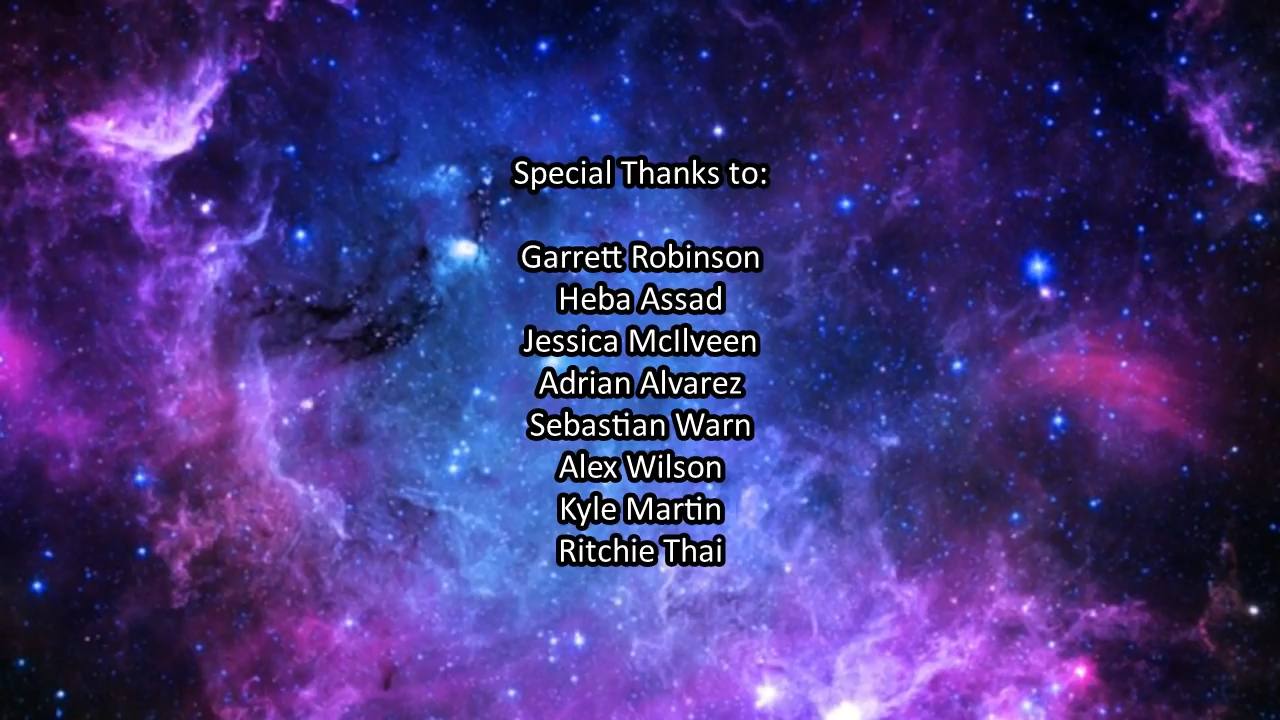 Special Thanks to:
Garrett Robinson
Heba Assad
Jessica McIlveen
Adrian Alvarez
Sebastian Warn
Alex Wilson
Kyle Martin
Ritchie Thai